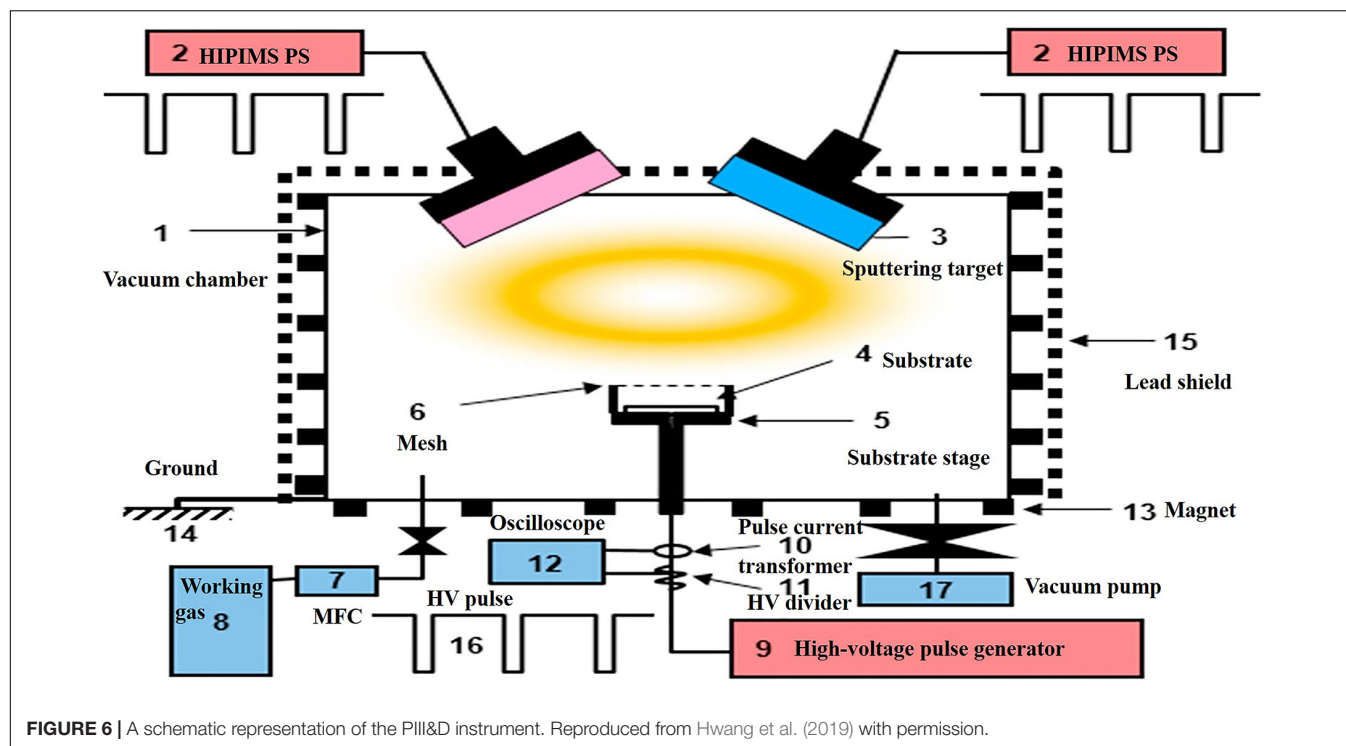 2 HIPIMS PS
2 HIPIMS PS
1
Vacuum chamber
3
Sputtering target
15
Lead shield
4 Substrate
6
Mesh
5
Substrate stage
Ground
14
13 Magnet
Oscilloscope
12
Pulse current
10
transformer
11
HV divider
Working
gas
8
7
MFC
HV pulse
16
17
Vacuum pump
9 High-voltage pulse generator
FIGURE 6 | A schematic representation of the PIII&D instrument. Reproduced from Hwang et al. (2019) with permission.